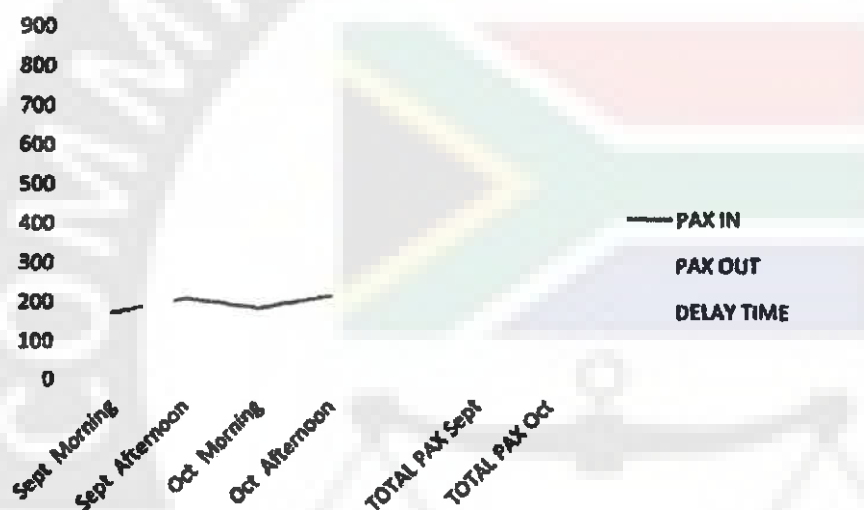 900
800
700
600
500
400
300
200
100
0
Sept Morning
Sept Afternoon
Oct Morning
Oct Afternoon
TOTAL PAX Sept
TOTAL PAX Oct
PAX IN
PAX OUT
DELAY TIME